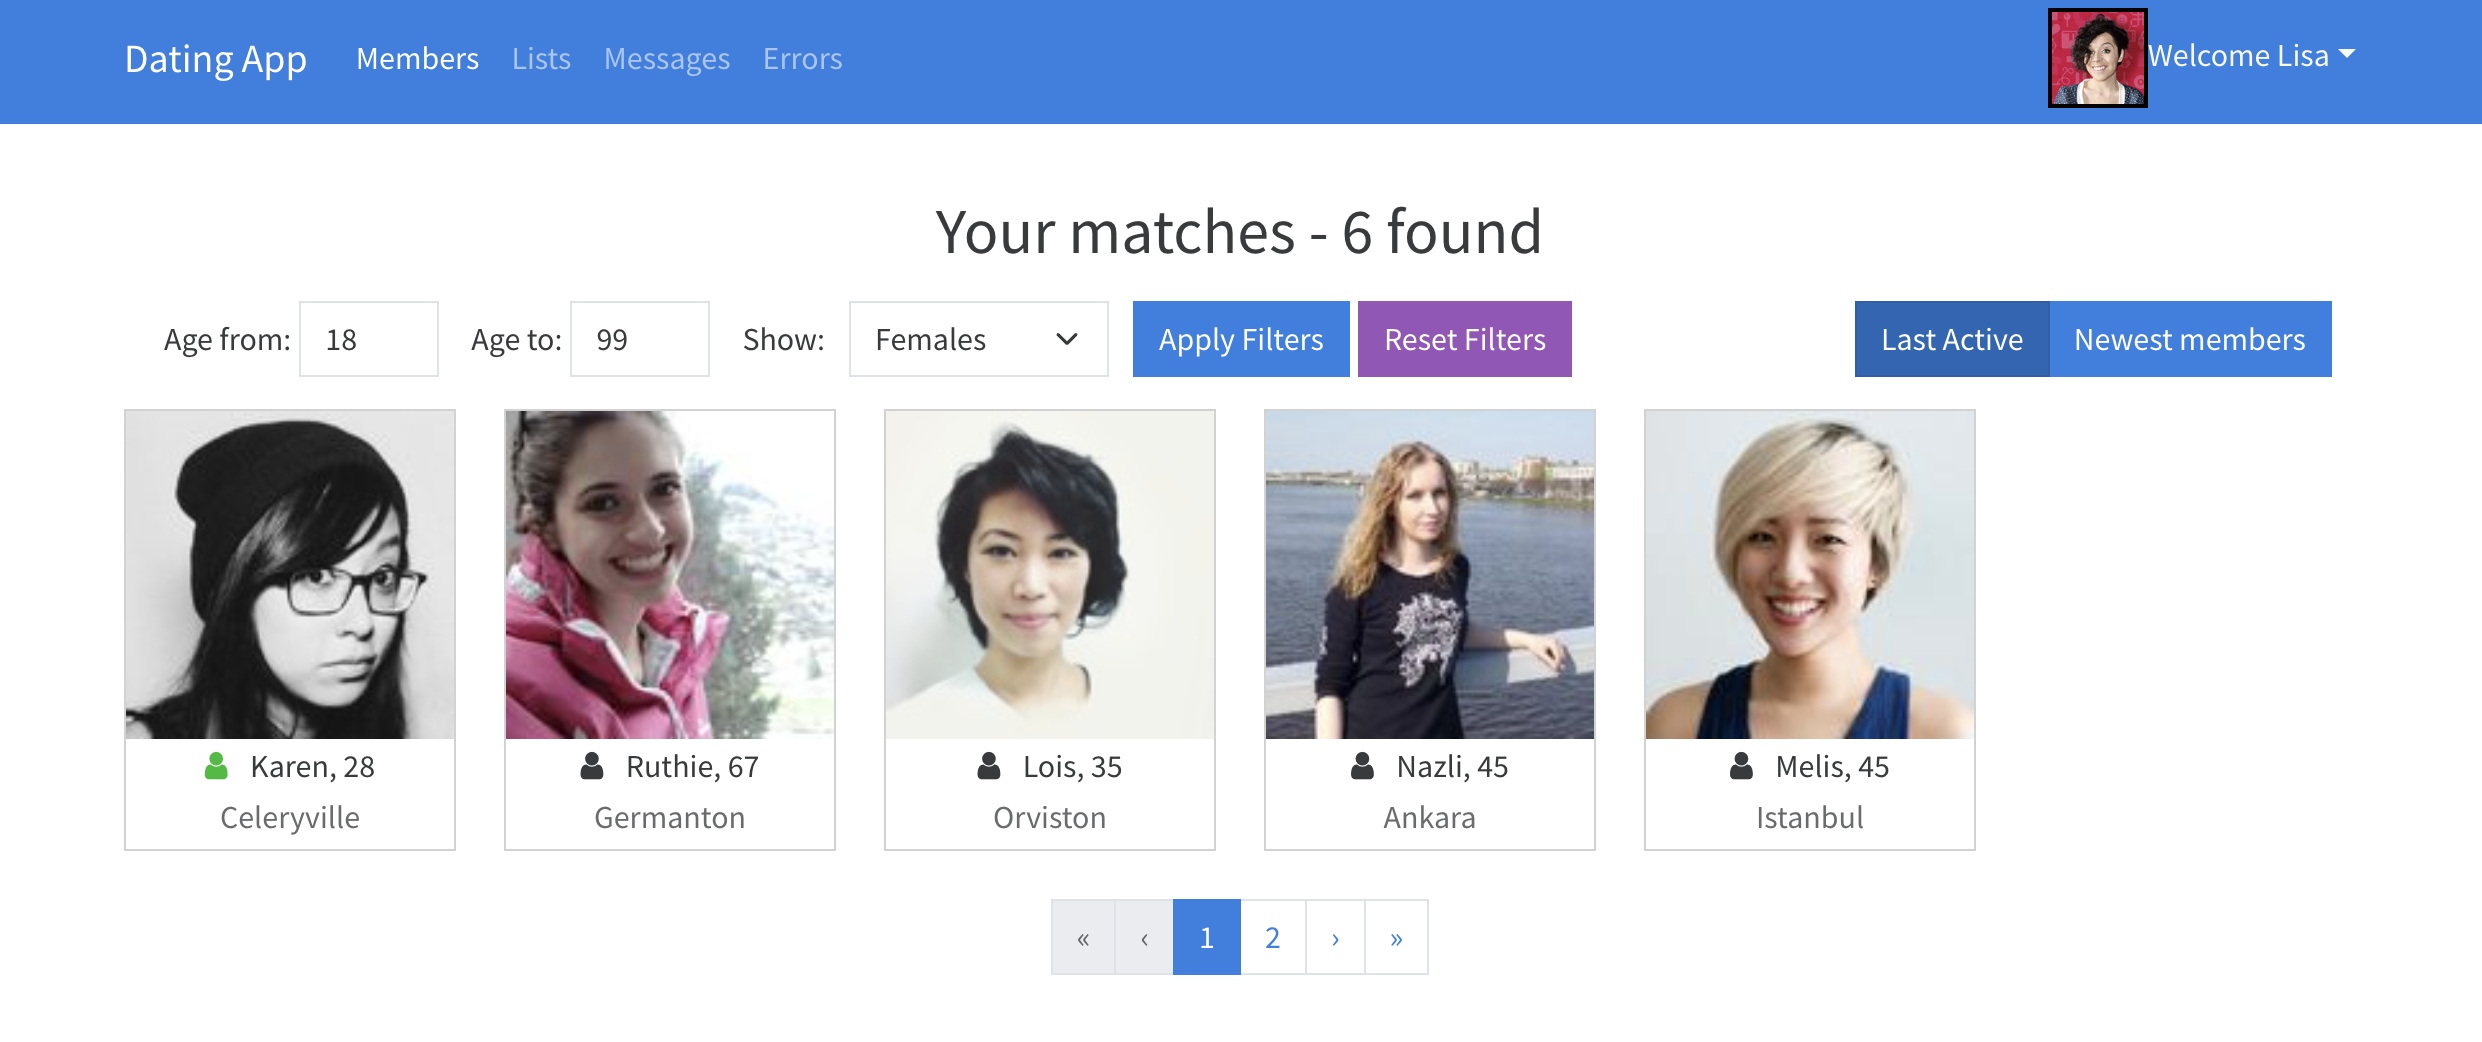 Dating App Members Lists Messages Errors Welcome Lisa
Your matches - 6 found
Age from: 18 Age to: 99 Show: Females Apply Filters Reset Filters Last Active Newest members
Karen, 28 Ruthie, 67 Lois, 35 Nazli, 45 Melis, 45
Celeryville Germanton Orviston Ankara Istanbul
« ‹ 1 2 › »